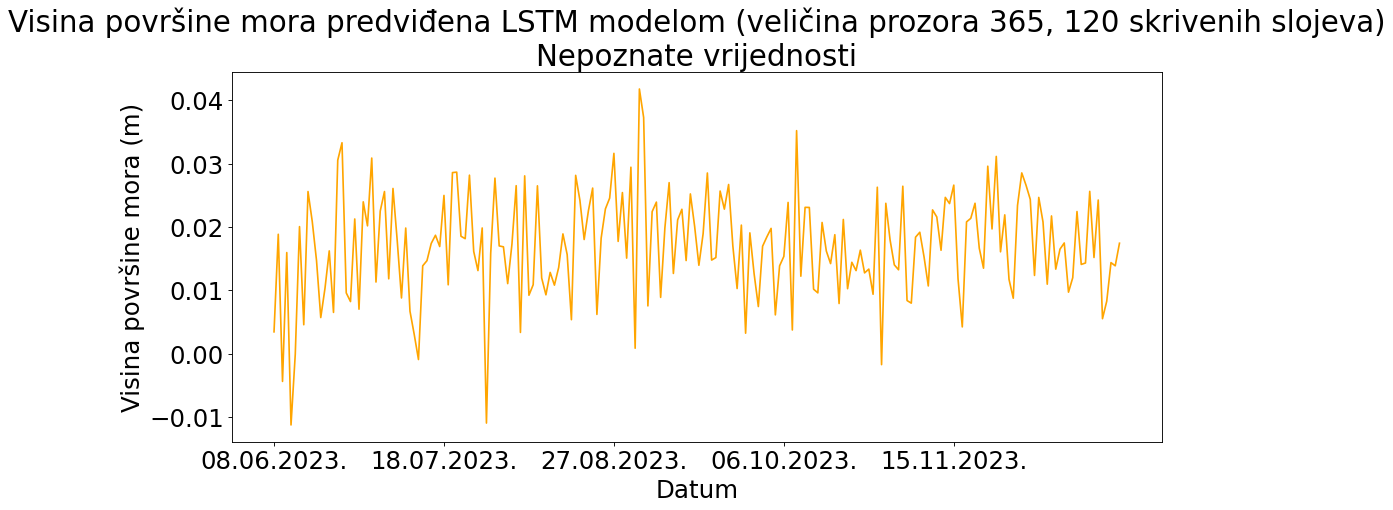 Visina površine mora predviđena LSTM modelom (veličina prozora 365, 120 skrivenih slojeva)
Nepoznate vrijednosti
Visina površine mora (m)
0.04
0.03
0.02
0.01
0.00
−0.01
08.06.2023. 18.07.2023. 27.08.2023. 06.10.2023. 15.11.2023.
Datum